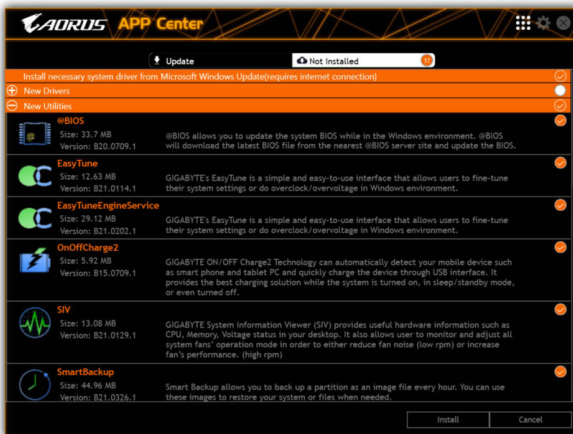 AORUS APP Center
Update
Not Installed 17
Install necessary system driver from Microsoft Windows Update(requires internet connection)
New Drivers
New Utilities
@BIOS
Size: 33.7 MB
Version: B20.0709.1
@BIOS allows you to update the system BIOS while in the Windows environment. @BIOS
will download the latest BIOS file from the nearest @BIOS server site and update the BIOS.
EasyTune
Size: 12.63 MB
Version: B21.0114.1
GIGABYTE's EasyTune is a simple and easy-to-use interface that allows users to fine-tune
their system settings or do overclock/overvoltage in Windows environment.
EasyTuneEngineService
Size: 29.12 MB
Version: B21.0202.1
GIGABYTE's EasyTune is a simple and easy-to-use interface that allows users to fine-tune
their system settings or do overclock/overvoltage in Windows environment.
OnOffCharge2
Size: 5.92 MB
Version: B15.0709.1
GIGABYTE ON/OFF Charge2 Technology can automatically detect your mobile device such
as smart phone and tablet PC and quickly charge the device through USB interface. It
provides the best charging solution while the system is turned on, in sleep/standby mode,
or even turned off.
SIV
Size: 13.08 MB
Version: B21.0129.1
GIGABYTE System Information Viewer (SIV) provides useful hardware information such as
CPU, Memory, Voltage status in your desktop. It also allows user to monitor and adjust all
system fans' operation mode in order to either reduce fan noise (low rpm) or increase
fan's performance. (high rpm)
SmartBackup
Size: 44.96 MB
Version: B21.0326.1
Smart Backup allows you to back up a partition as an image file every hour. You can use
these images to restore your system or files when needed.
Install
Cancel